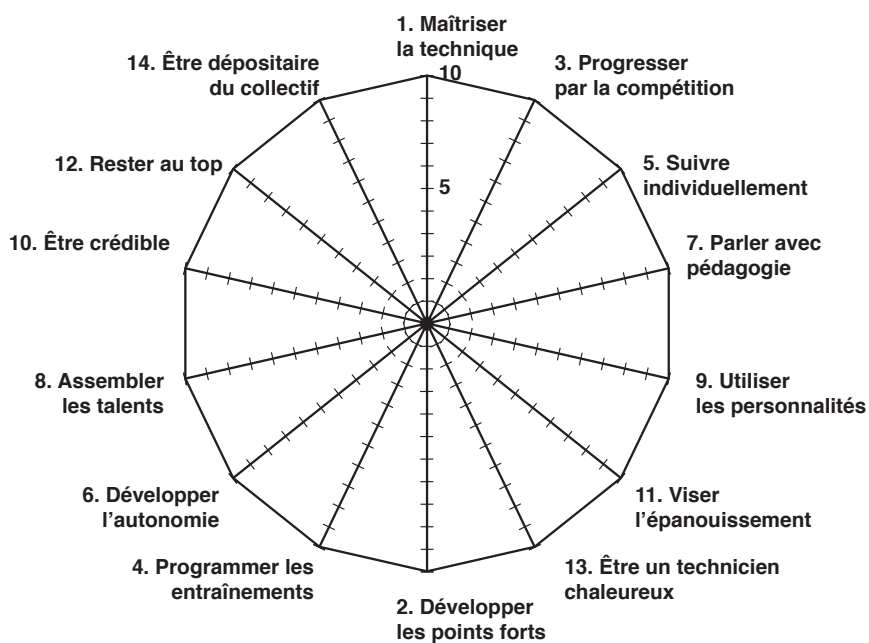 1. Maîtriser
la technique
10
14. Être dépositaire
du collectif
3. Progresser
par la compétition
12. Rester au top
5. Suivre
individuellement
5
10. Être crédible
7. Parler avec
pédagogie
8. Assembler
les talents
9. Utiliser
les personnalités
6. Développer
l'autonomie
11. Viser
l'épanouissement
4. Programmer les
entraînements
13. Être un technicien
chaleureux
2. Développer
les points forts